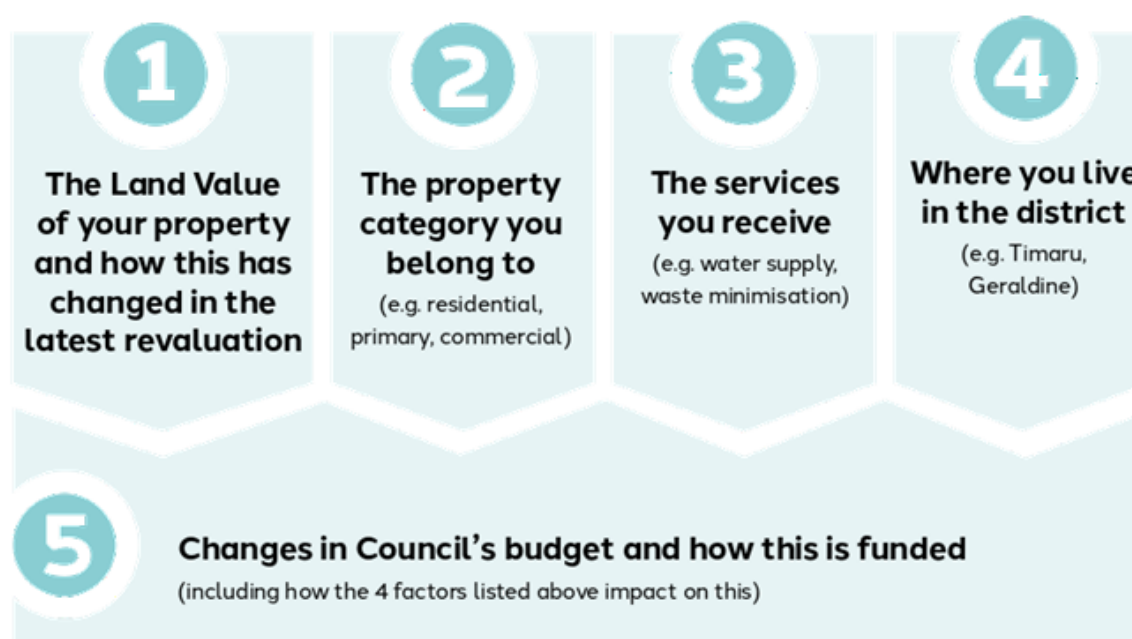 1
The Land Value
of your property
and how this has
changed in the
latest revaluation
2
The property
category you
belong to
(e.g. residential,
primary, commercial)
3
The services
you receive
(e.g. water supply,
waste minimisation)
4
Where you live
in the district
(e.g. Timaru,
Geraldine)
5
Changes in Council’s budget and how this is funded
(including how the 4 factors listed above impact on this)